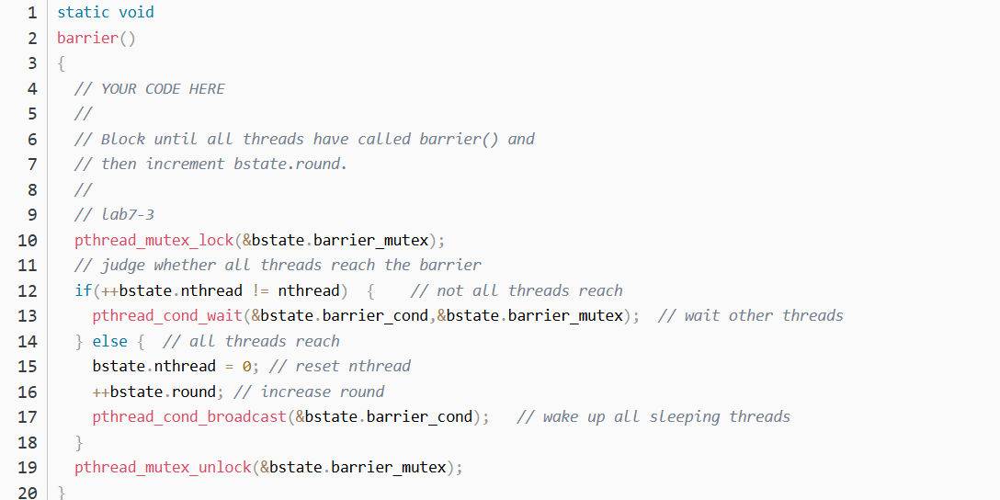 1 static void
2 barrier()
3 {
4   // YOUR CODE HERE
5   //
6   // Block until all threads have called barrier() and
7   // then increment bstate.round.
8   //
9   // lab7-3
10   pthread_mutex_lock(&bstate.barrier_mutex);
11   // judge whether all threads reach the barrier
12   if(++bstate.nthread != nthread)  {    // not all threads reach
13     pthread_cond_wait(&bstate.barrier_cond,&bstate.barrier_mutex);  // wait other threads
14   } else {  // all threads reach
15     bstate.nthread = 0; // reset nthread
16     ++bstate.round; // increase round
17     pthread_cond_broadcast(&bstate.barrier_cond);   // wake up all sleeping threads
18   }
19   pthread_mutex_unlock(&bstate.barrier_mutex);
20 }